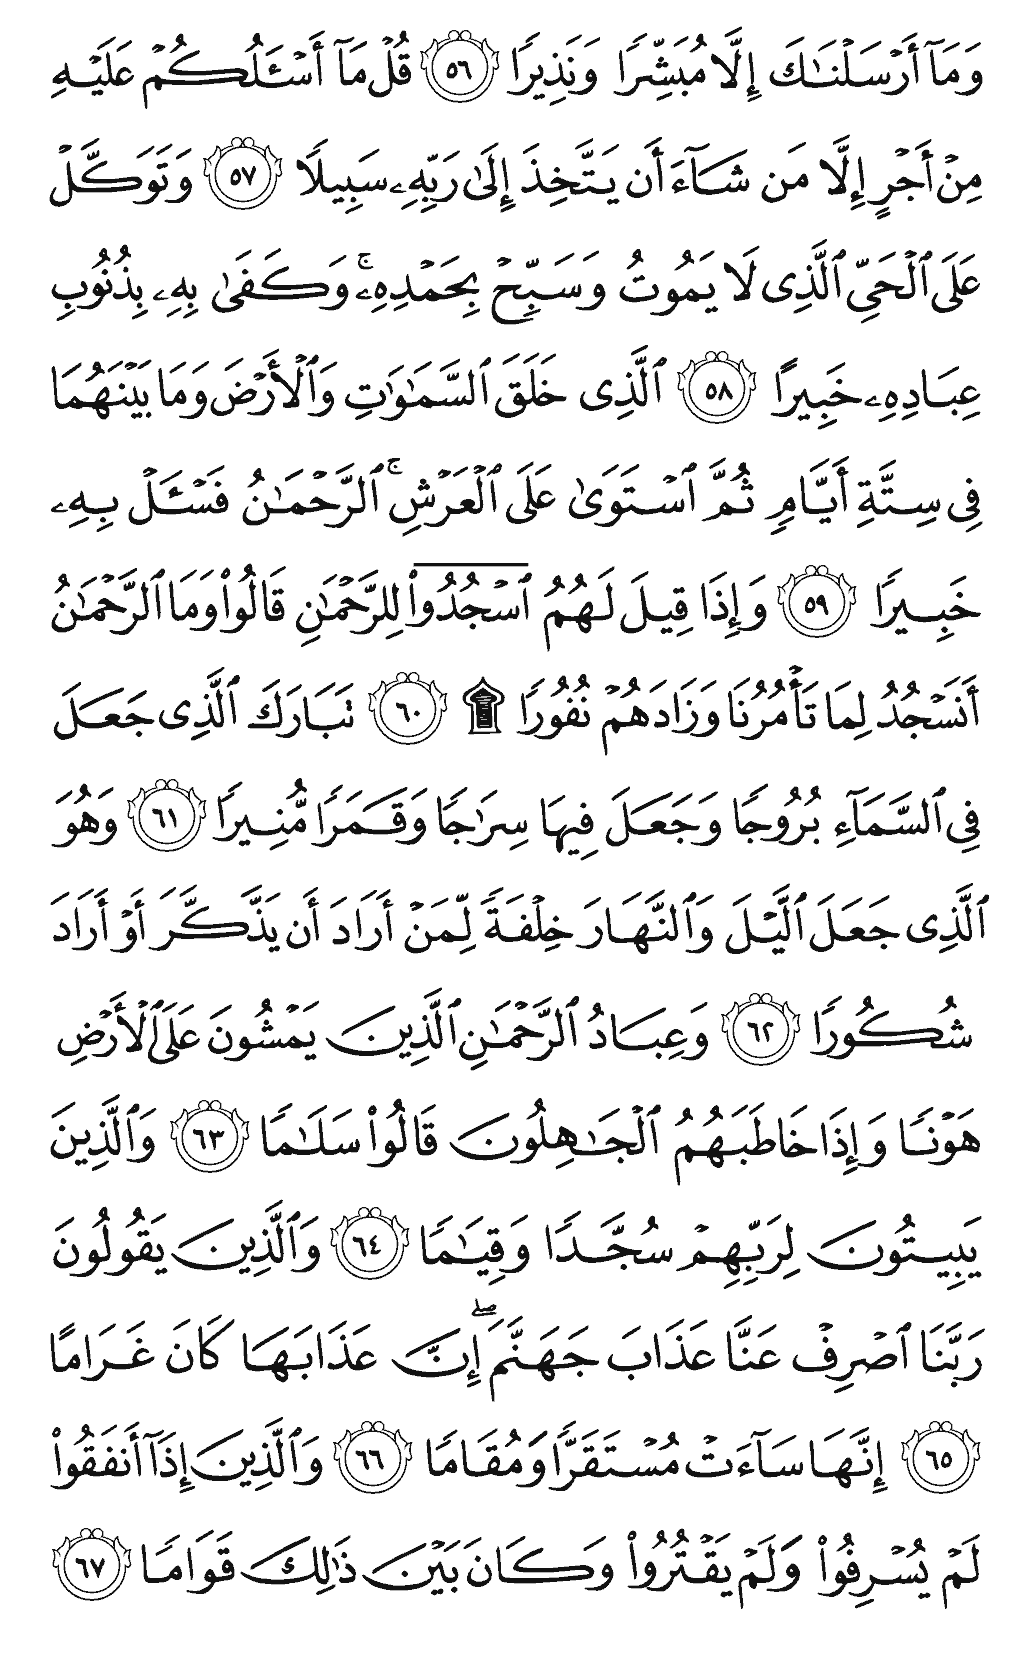 وَمَآ أَرْسَلْنَٰكَ إِلَّا مُبَشِّرًا وَنَذِيرًا ٥٦ قُلْ مَآ أَسْـَٔلُكُمْ عَلَيْهِ
مِنْ أَجْرٍ إِلَّا مَن شَآءَ أَن يَتَّخِذَ إِلَىٰ رَبِّهِۦ سَبِيلًا ٥٧ وَتَوَكَّلْ
عَلَى ٱلْحَىِّ ٱلَّذِى لَا يَمُوتُ وَسَبِّحْ بِحَمْدِهِۦ ۚ وَكَفَىٰ بِهِۦ بِذُنُوبِ
عِبَادِهِۦ خَبِيرًا ٥٨ ٱلَّذِى خَلَقَ ٱلسَّمَٰوَٰتِ وَٱلْأَرْضَ وَمَا بَيْنَهُمَا
فِى سِتَّةِ أَيَّامٍ ثُمَّ ٱسْتَوَىٰ عَلَى ٱلْعَرْشِ ۚ ٱلرَّحْمَٰنُ فَسْـَٔلْ بِهِۦ
خَبِيرًا ٥٩ وَإِذَا قِيلَ لَهُمُ ٱسْجُدُوا۟ لِلرَّحْمَٰنِ قَالُوا۟ وَمَا ٱلرَّحْمَٰنُ
أَنَسْجُدُ لِمَا تَأْمُرُنَا وَزَادَهُمْ نُفُورًا ۩ ٦٠ تَبَارَكَ ٱلَّذِى جَعَلَ
فِى ٱلسَّمَآءِ بُرُوجًا وَجَعَلَ فِيهَا سِرَٰجًا وَقَمَرًا مُّنِيرًا ٦١ وَهُوَ
ٱلَّذِى جَعَلَ ٱلَّيْلَ وَٱلنَّهَارَ خِلْفَةً لِّمَنْ أَرَادَ أَن يَذَّكَّرَ أَوْ أَرَادَ
شُكُورًا ٦٢ وَعِبَادُ ٱلرَّحْمَٰنِ ٱلَّذِينَ يَمْشُونَ عَلَى ٱلْأَرْضِ
هَوْنًا وَإِذَا خَاطَبَهُمُ ٱلْجَٰهِلُونَ قَالُوا۟ سَلَٰمًا ٦٣ وَٱلَّذِينَ
يَبِيتُونَ لِرَبِّهِمْ سُجَّدًا وَقِيَٰمًا ٦٤ وَٱلَّذِينَ يَقُولُونَ
رَبَّنَا ٱصْرِفْ عَنَّا عَذَابَ جَهَنَّمَ ۖ إِنَّ عَذَابَهَا كَانَ غَرَامًا
٦٥ إِنَّهَا سَآءَتْ مُسْتَقَرًّا وَمُقَامًا ٦٦ وَٱلَّذِينَ إِذَآ أَنفَقُوا۟
لَمْ يُسْرِفُوا۟ وَلَمْ يَقْتُرُوا۟ وَكَانَ بَيْنَ ذَٰلِكَ قَوَامًا ٦٧